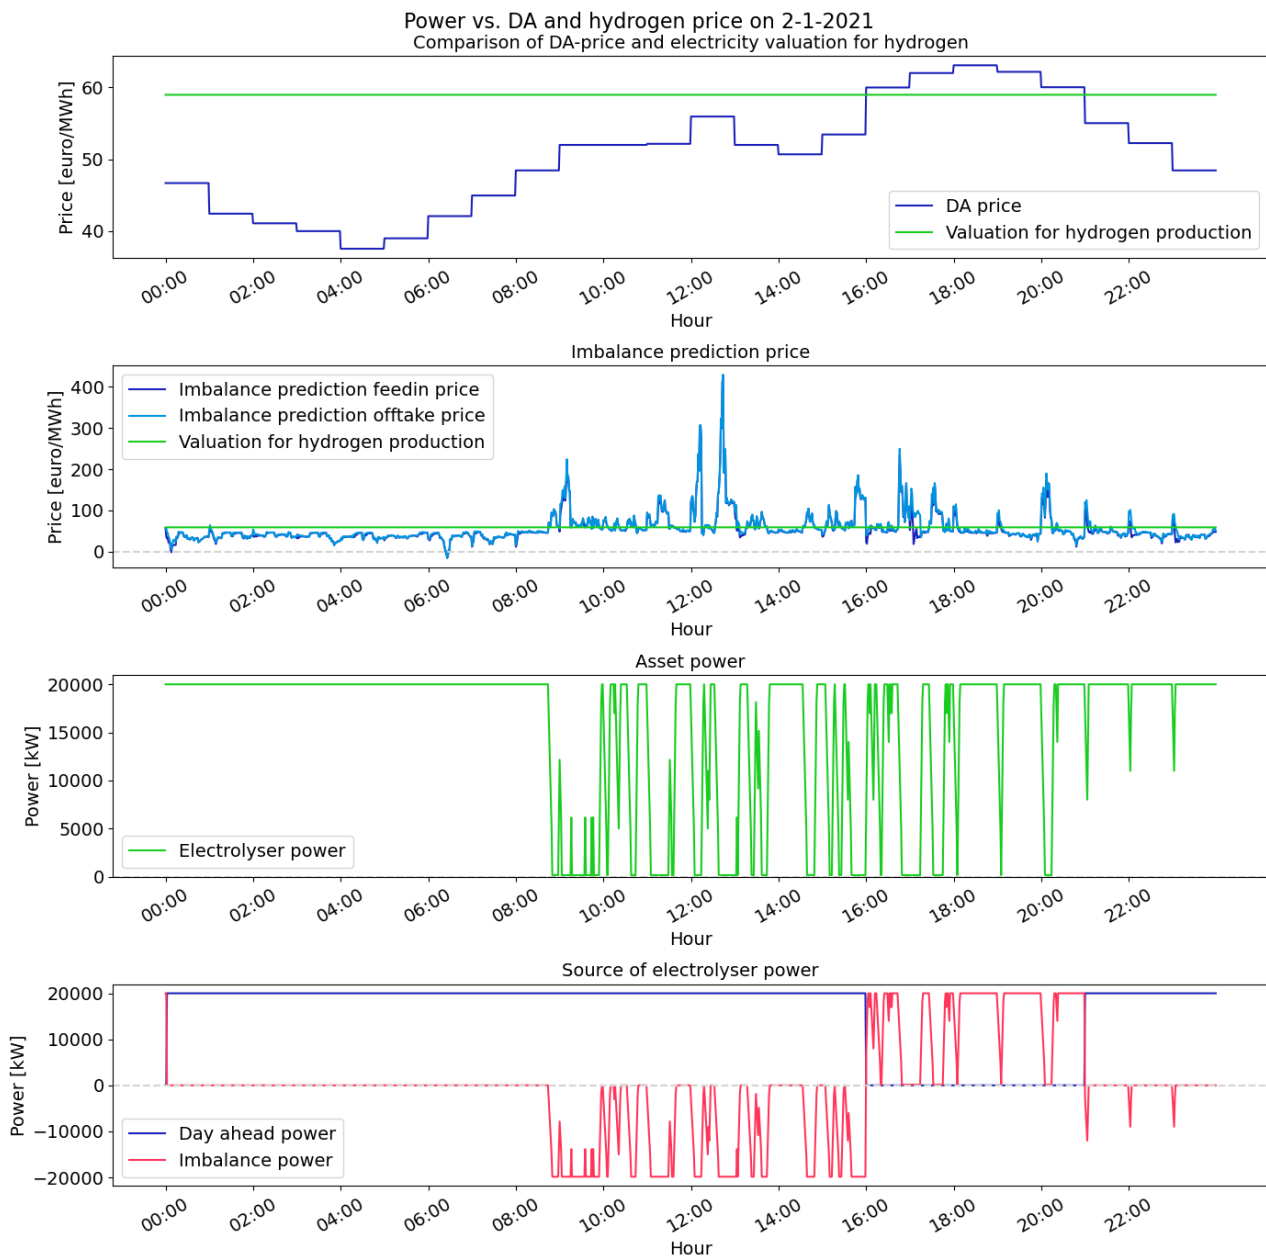 Power vs. DA and hydrogen price on 2-1-2021
Comparison of DA-price and electricity valuation for hydrogen
Price [euro/MWh]
60
50
40
DA price
Valuation for hydrogen production
00:00 02:00 04:00 06:00 08:00 10:00 12:00 14:00 16:00 18:00 20:00 22:00
Hour
Imbalance prediction price
Price [euro/MWh]
400
300
200
100
0
Imbalance prediction feedin price
Imbalance prediction offtake price
Valuation for hydrogen production
00:00 02:00 04:00 06:00 08:00 10:00 12:00 14:00 16:00 18:00 20:00 22:00
Hour
Asset power
Power [kW]
20000
15000
10000
5000
0
Electrolyser power
00:00 02:00 04:00 06:00 08:00 10:00 12:00 14:00 16:00 18:00 20:00 22:00
Hour
Source of electrolyser power
Power [kW]
20000
10000
0
−10000
−20000
Day ahead power
Imbalance power
00:00 02:00 04:00 06:00 08:00 10:00 12:00 14:00 16:00 18:00 20:00 22:00
Hour